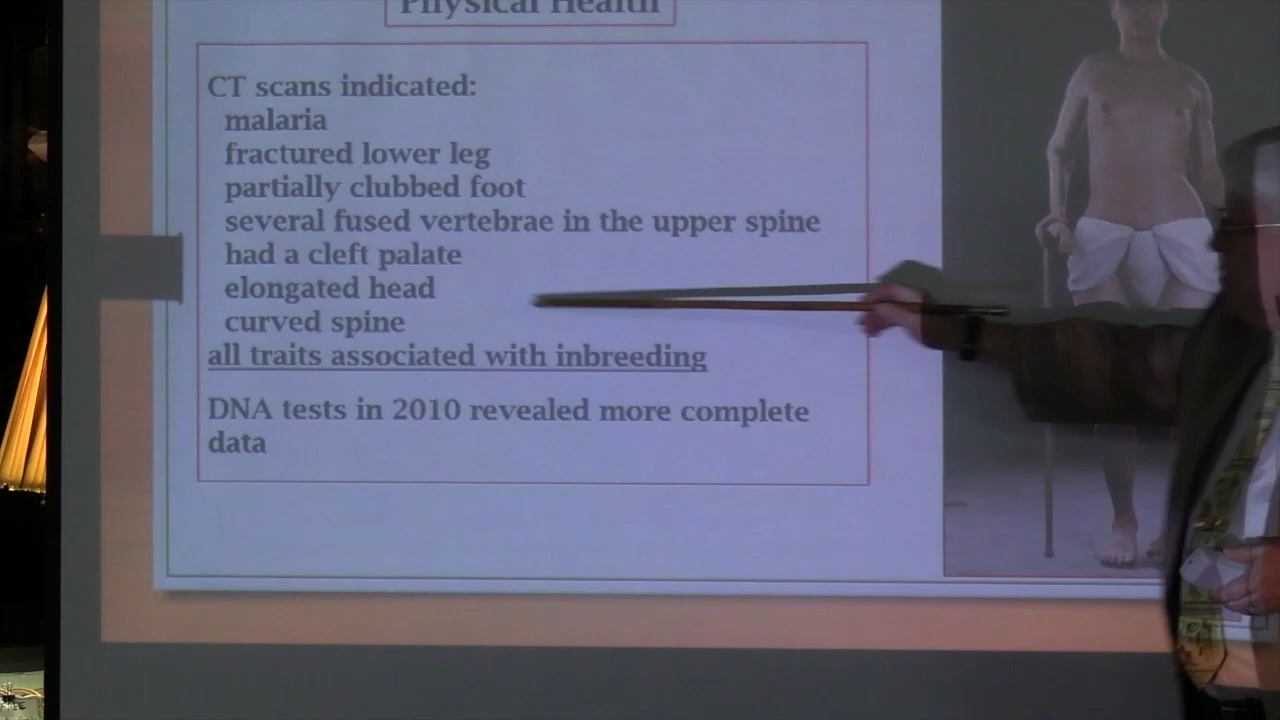 Physical Health
CT scans indicated:
malaria
fractured lower leg
partially clubbed foot
several fused vertebrae in the upper spine
had a cleft palate
elongated head
curved spine
all traits associated with inbreeding
DNA tests in 2010 revealed more complete
data